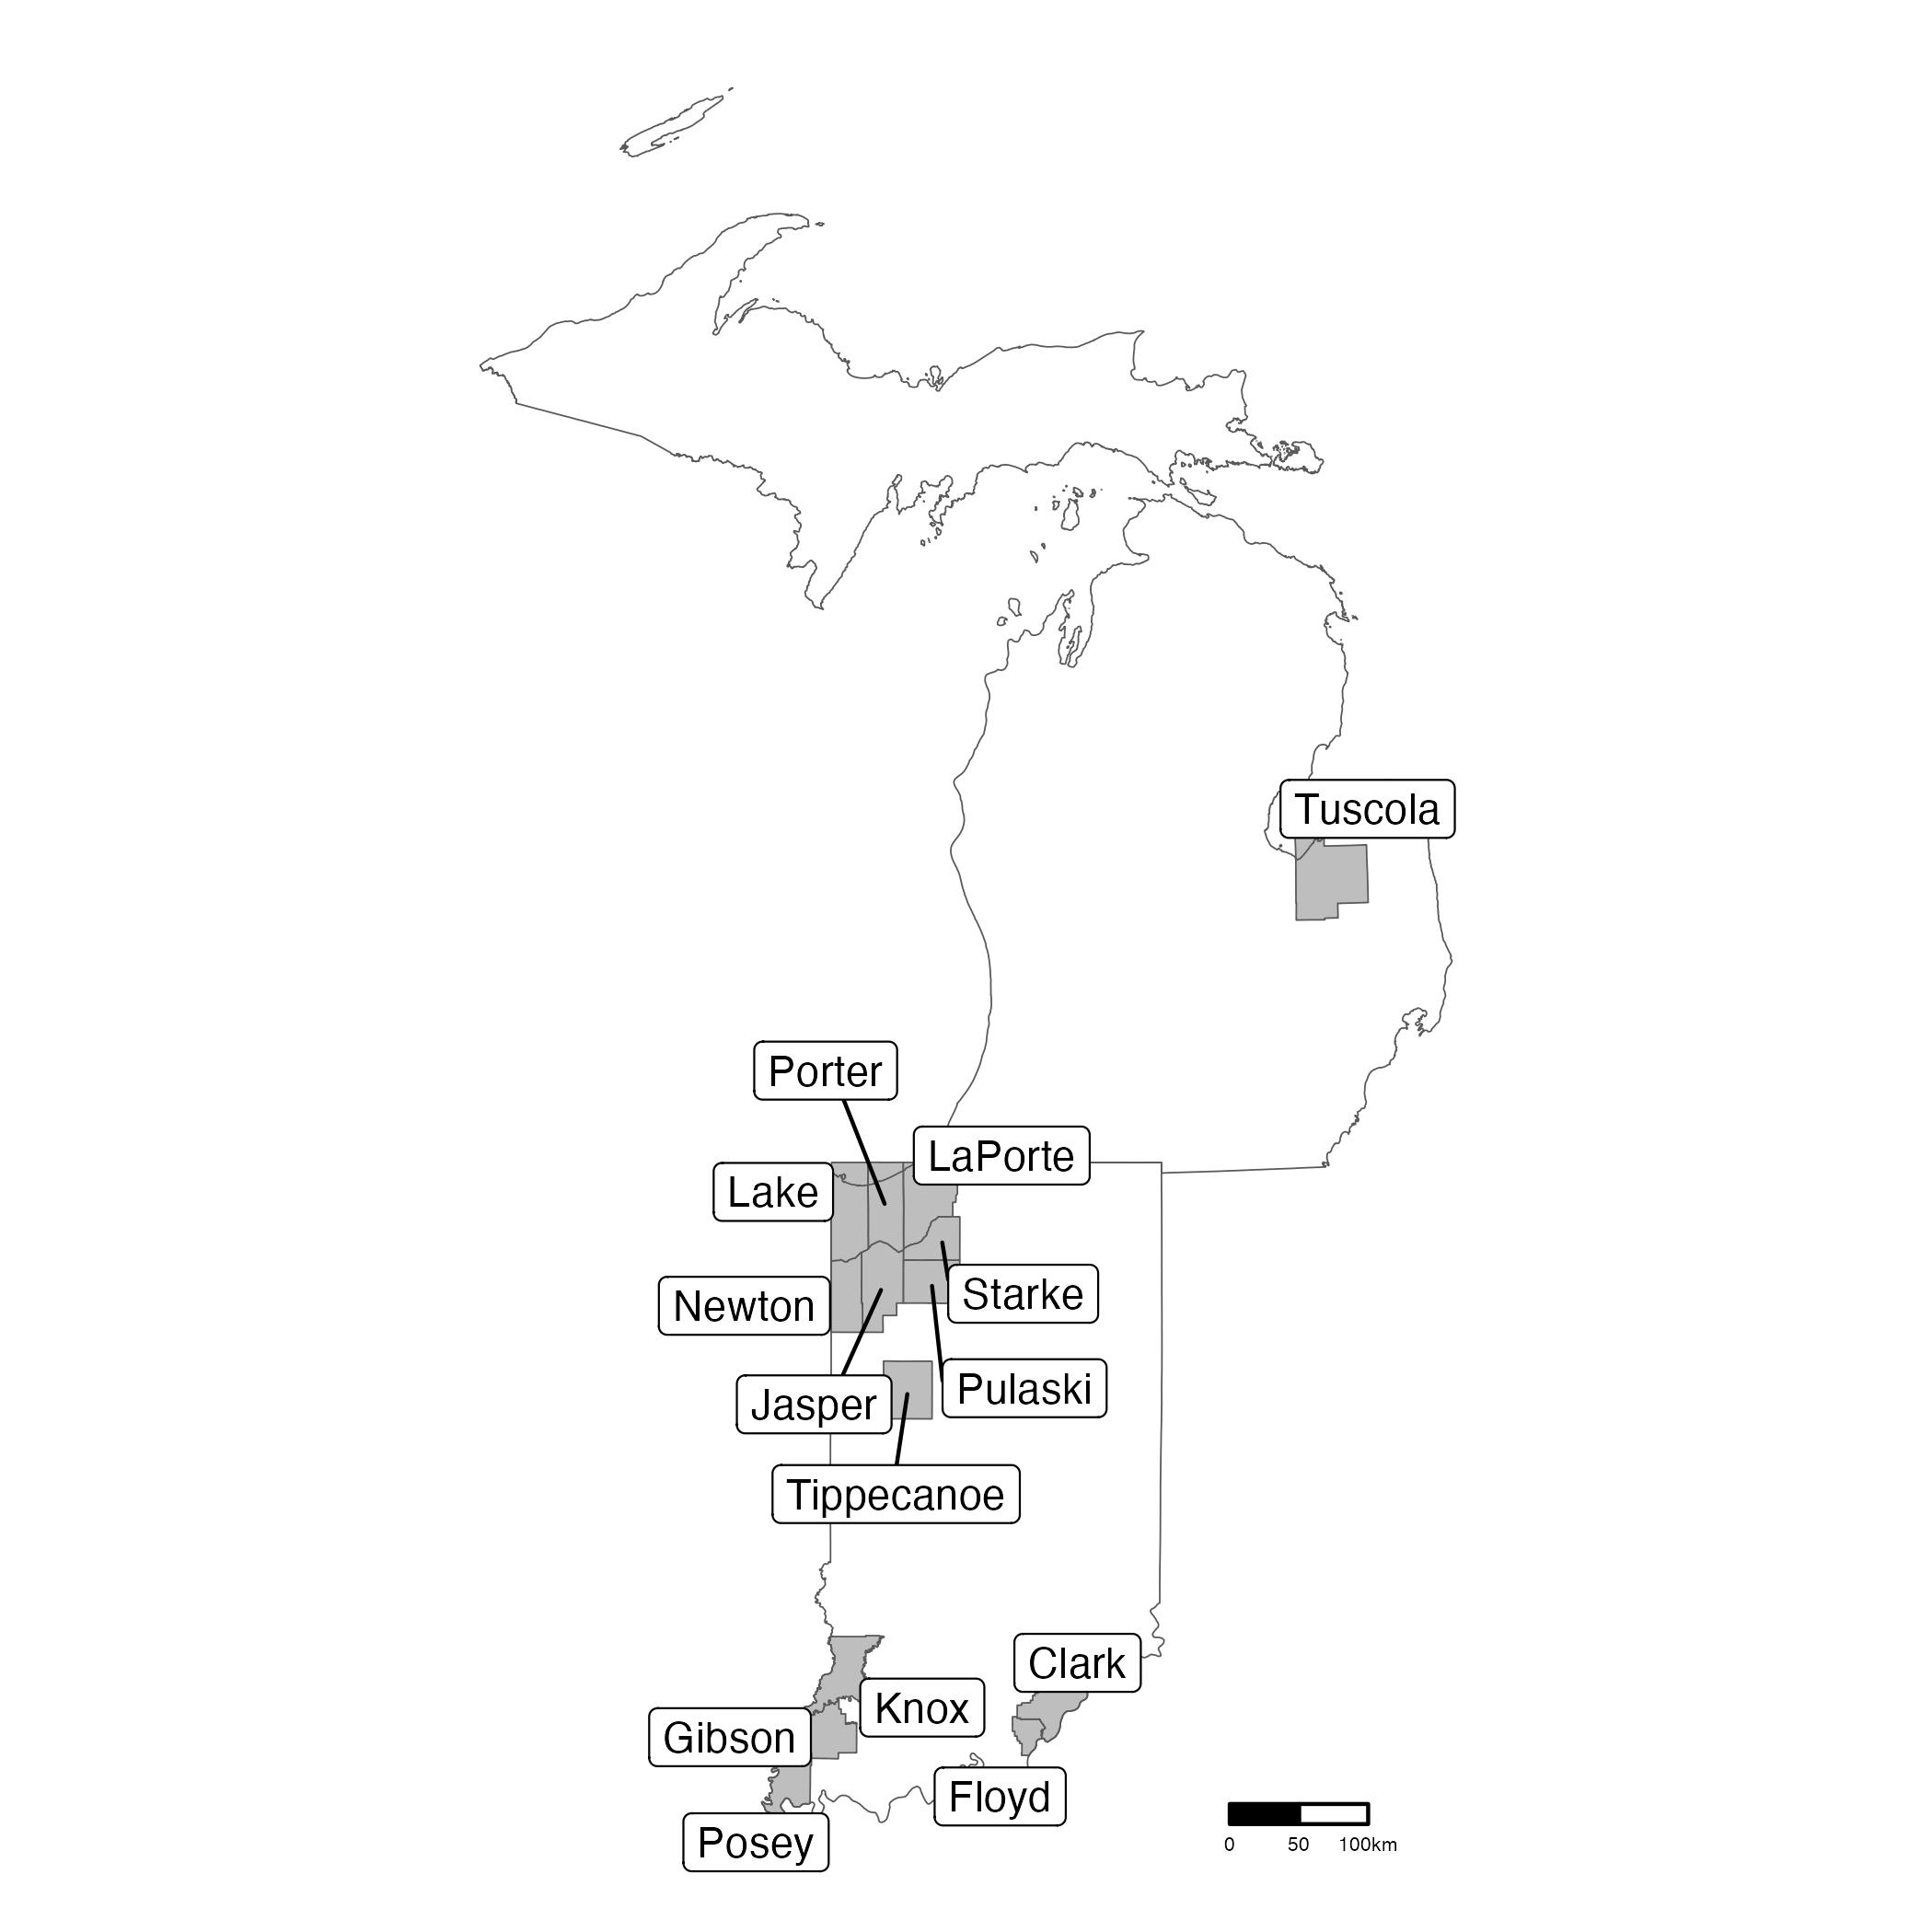 Tuscola
Porter
LaPorte
Lake
Starke
Newton
Pulaski
Jasper
Tippecanoe
Clark
Knox
Gibson
Floyd
Posey
0 50 100km